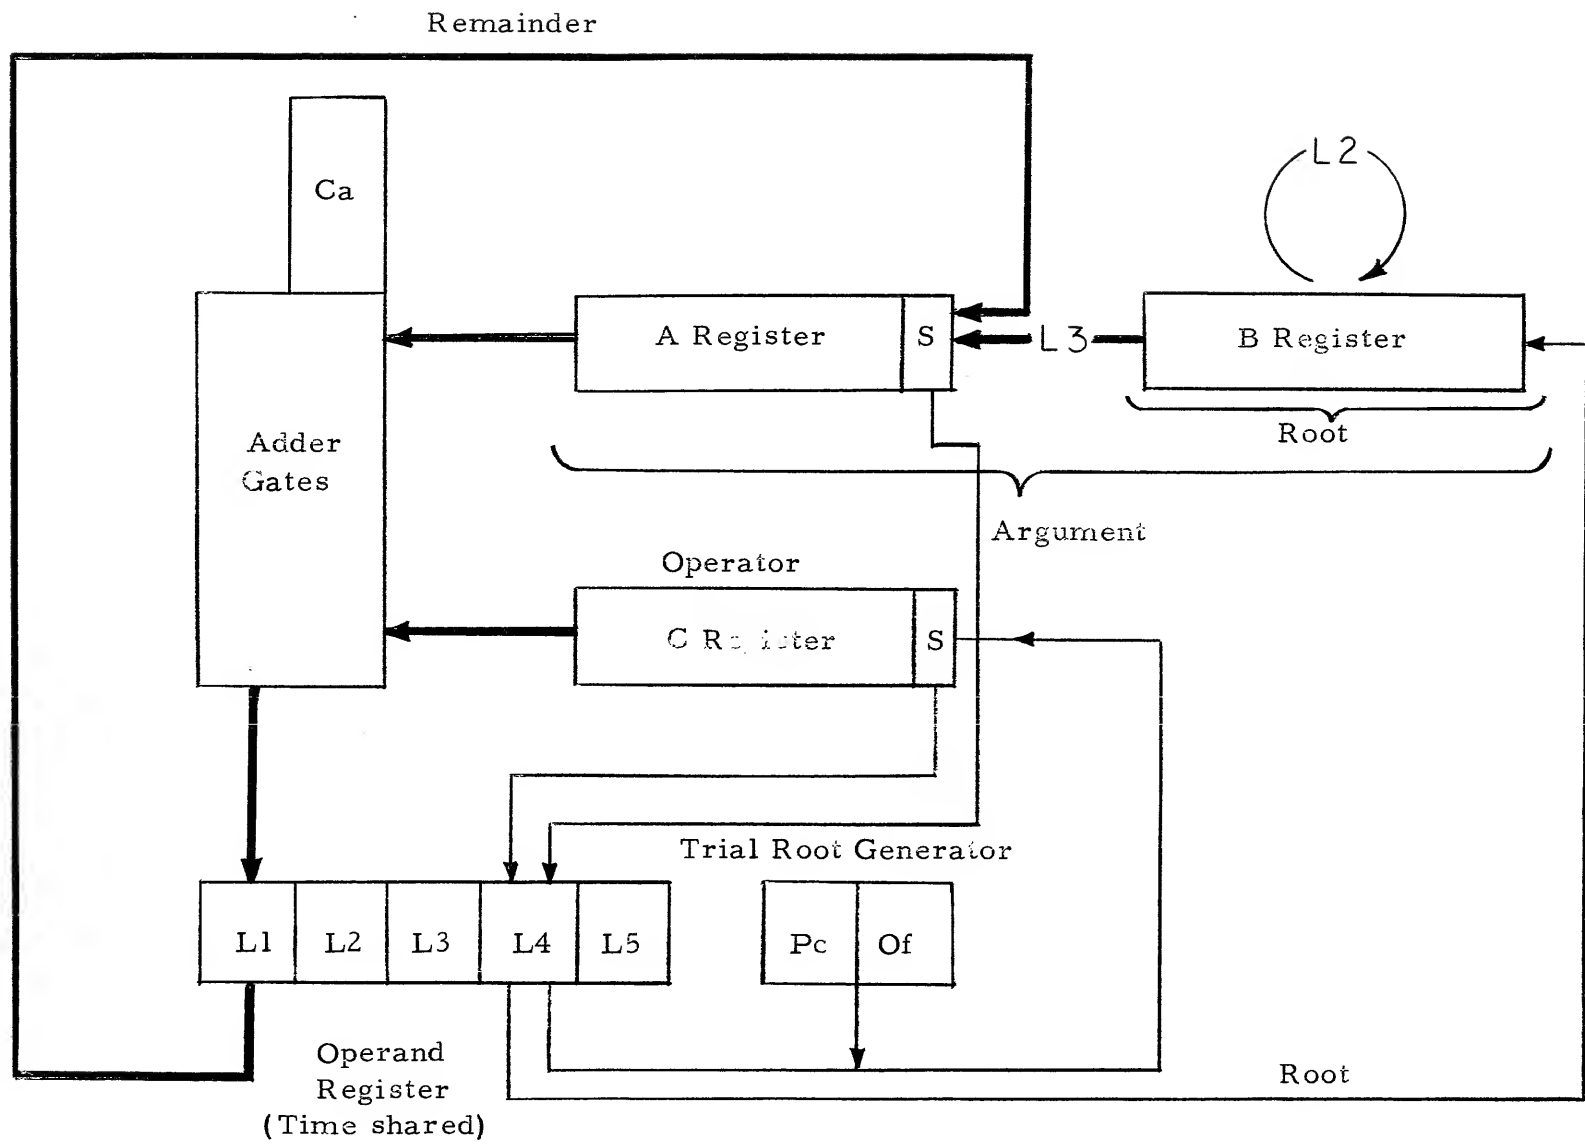 Remainder
L2
Ca
A Register
S
L3
B Register
Root
Adder
Gates
Argument
Operator
C
S
Trial Root Generator
L1
L2
L3
L4
L5
Pc
Of
Operand
Register
(Time shared)
Root